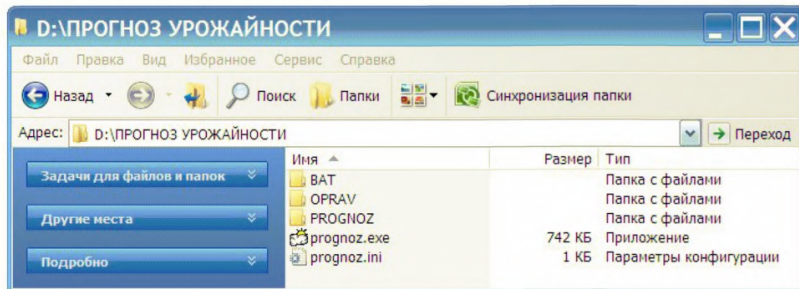 D:\ПРОГНОЗ УРОЖАЙНОСТИ
Файл Правка Вид Избранное Сервис Справка
Назад Поиск Папки Синхронизация папки
Адрес: D:\ПРОГНОЗ УРОЖАЙНОСТИ Переход
Имя Размер Тип
Задачи для файлов и папок
BAT Папка с файлами
OPRAV Папка с файлами
Другие места
PROGNOZ Папка с файлами
prognoz.exe 742 КБ Приложение
Подробно
prognoz.ini 1 КБ Параметры конфигурации